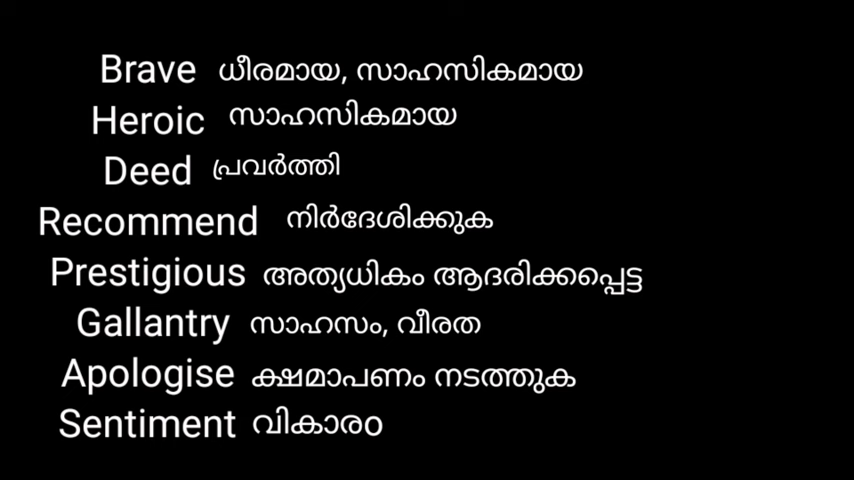 Brave ധീരമായ, സാഹസികമായ
Heroic സാഹസികമായ
Deed പ്രവർത്തി
Recommend നിർദേശിക്കുക
Prestigious അത്യധികം ആദരിക്കപ്പെട്ട
Gallantry സാഹസം, വീരത
Apologise ക്ഷമാപണം നടത്തുക
Sentiment വികാരം